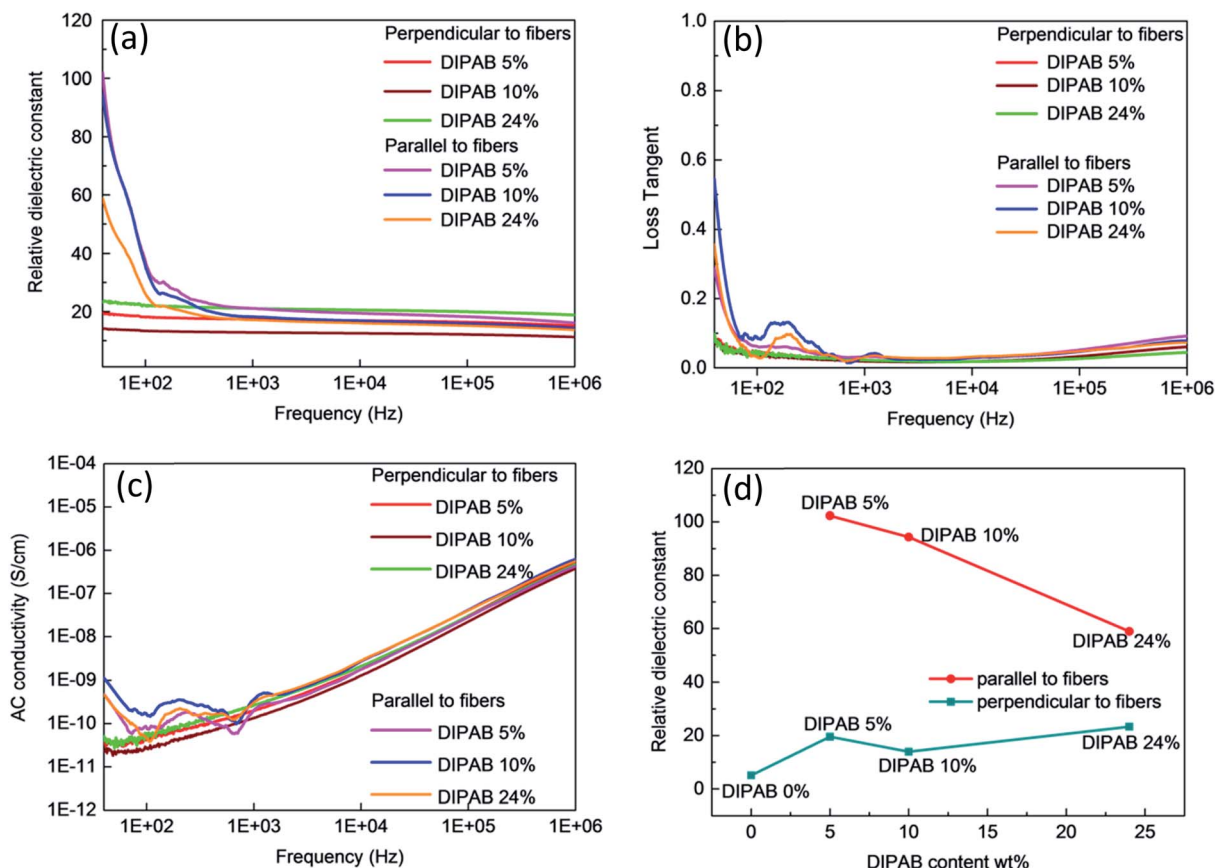 (a)
120
100
80
60
40
20
Relative dielectric constant
Perpendicular to fibers
DIPAB 5%
DIPAB 10%
DIPAB 24%
Parallel to fibers
DIPAB 5%
DIPAB 10%
DIPAB 24%
1E+02 1E+03 1E+04 1E+05 1E+06
Frequency (Hz)
(b)
1.0
0.8
0.6
0.4
0.2
0.0
Loss Tangent
Perpendicular to fibers
DIPAB 5%
DIPAB 10%
DIPAB 24%
Parallel to fibers
DIPAB 5%
DIPAB 10%
DIPAB 24%
1E+02 1E+03 1E+04 1E+05 1E+06
Frequency (Hz)
(c)
1E-04
1E-05
1E-06
1E-07
1E-08
1E-09
1E-10
1E-11
1E-12
AC conductivity (S/cm)
Perpendicular to fibers
DIPAB 5%
DIPAB 10%
DIPAB 24%
Parallel to fibers
DIPAB 5%
DIPAB 10%
DIPAB 24%
1E+02 1E+03 1E+04 1E+05 1E+06
Frequency (Hz)
(d)
120
100
80
60
40
20
0
Relative dielectric constant
DIPAB 5%
DIPAB 10%
DIPAB 24%
parallel to fibers
perpendicular to fibers
DIPAB 5%
DIPAB 24%
DIPAB 10%
DIPAB 0%
0 5 10 15 20 25
DIPAB content wt%